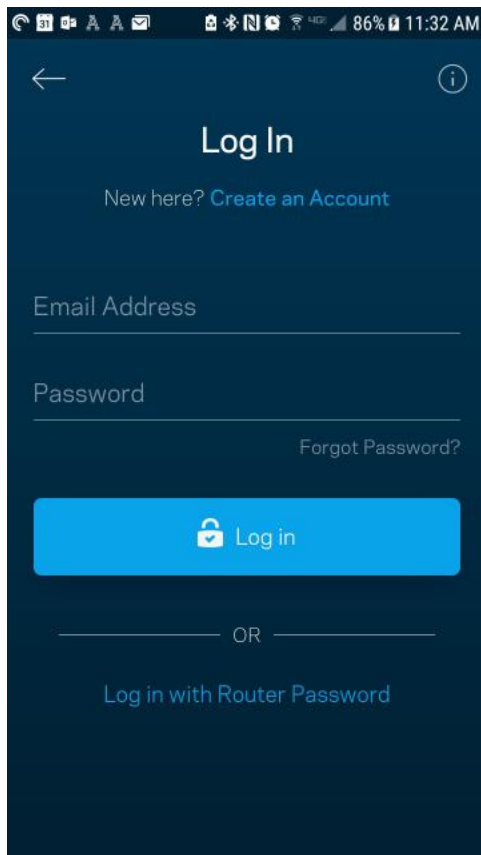 31 86% 11:32 AM
Log In
New here? Create an Account
Email Address
Password
Forgot Password?
Log in
OR
Log in with Router Password